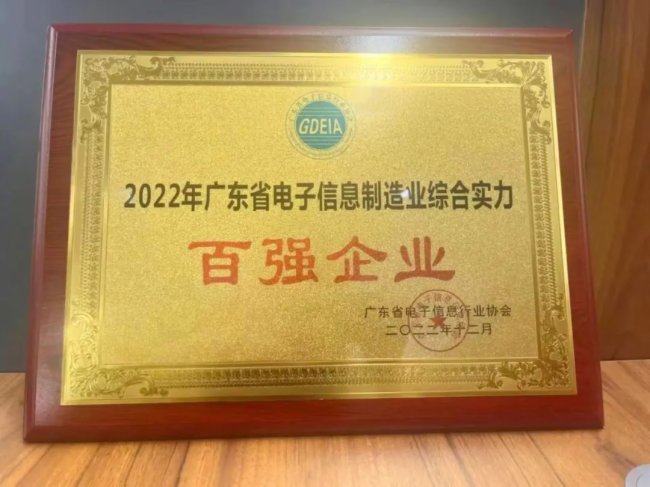 GDEIA
2022年广东省电子信息制造业综合实力
百强企业
广东省电子信息行业协会
二〇二二年十二月